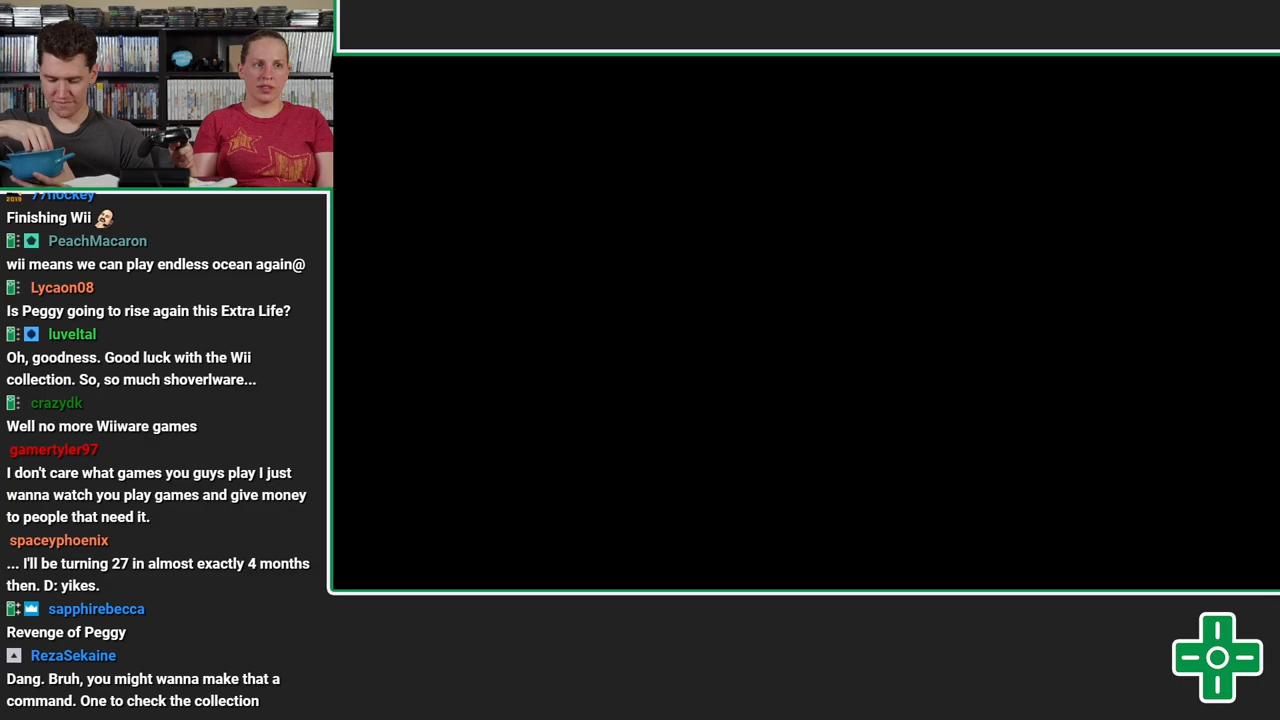 77hockey
Finishing Wii
PeachMacaron
wii means we can play endless ocean again@
Lycaon08
Is Peggy going to rise again this Extra Life?
luveltal
Oh, goodness. Good luck with the Wii
collection. So, so much shoverlware...
crazydk
Well no more Wiiware games
gamertyler97
I don't care what games you guys play I just
wanna watch you play games and give money
to people that need it.
spaceyphoenix
... I'll be turning 27 in almost exactly 4 months
then. D: yikes.
sapphirebecca
Revenge of Peggy
RezaSekaine
Dang. Bruh, you might wanna make that a
command. One to check the collection